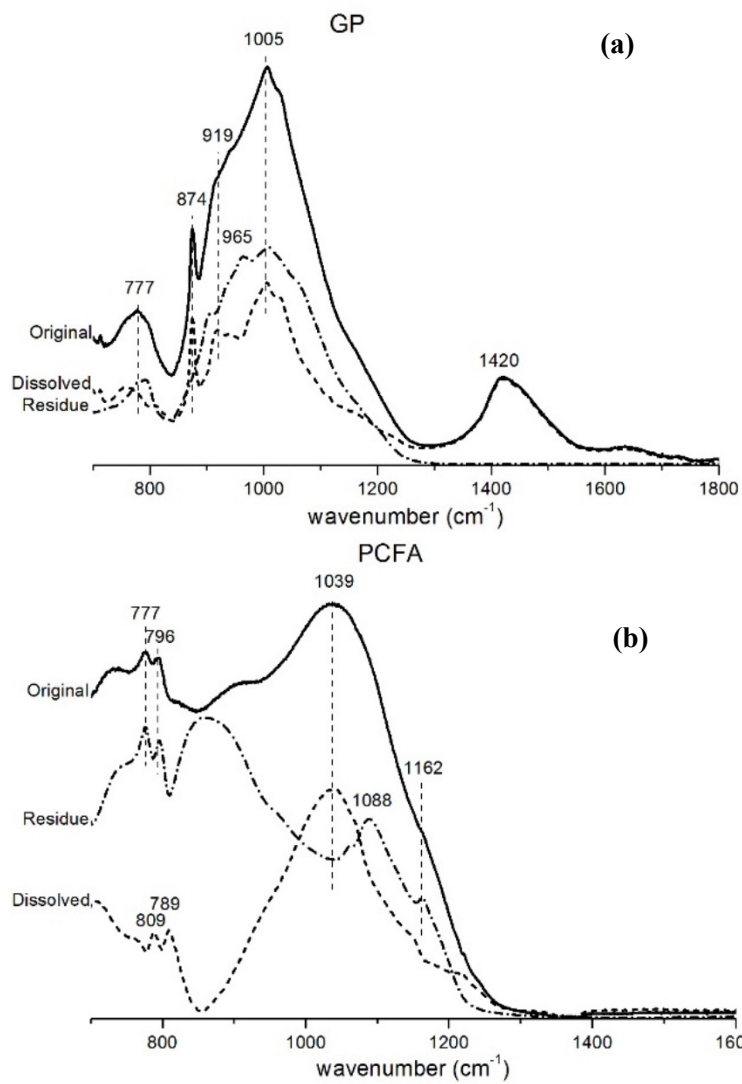 GP
(a)
1005
919
874
965
777
Original
1420
Dissolved
Residue
800
1000
1200
1400
1600
1800
wavenumber (cm⁻¹)
PCFA
1039
777
796
(b)
Original
1162
Residue
1088
Dissolved
789
809
800
1000
1200
1400
1600
wavenumber (cm⁻¹)